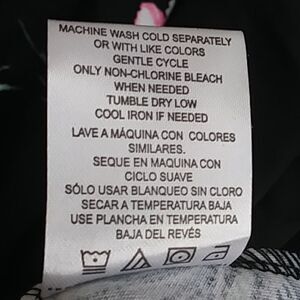 MACHINE WASH COLD SEPARATELY
OR WITH LIKE COLORS
GENTLE CYCLE
ONLY NON-CHLORINE BLEACH
WHEN NEEDED
TUMBLE DRY LOW
COOL IRON IF NEEDED
LAVE A MÁQUINA CON COLORES
SIMILARES.
SEQUE EN MAQUINA CON
CICLO SUAVE
SÓLO USAR BLANQUEO SIN CLORO
SECAR A TEMPERATURA BAJA
USE PLANCHA EN TEMPERATURA
BAJA DEL REVÉS